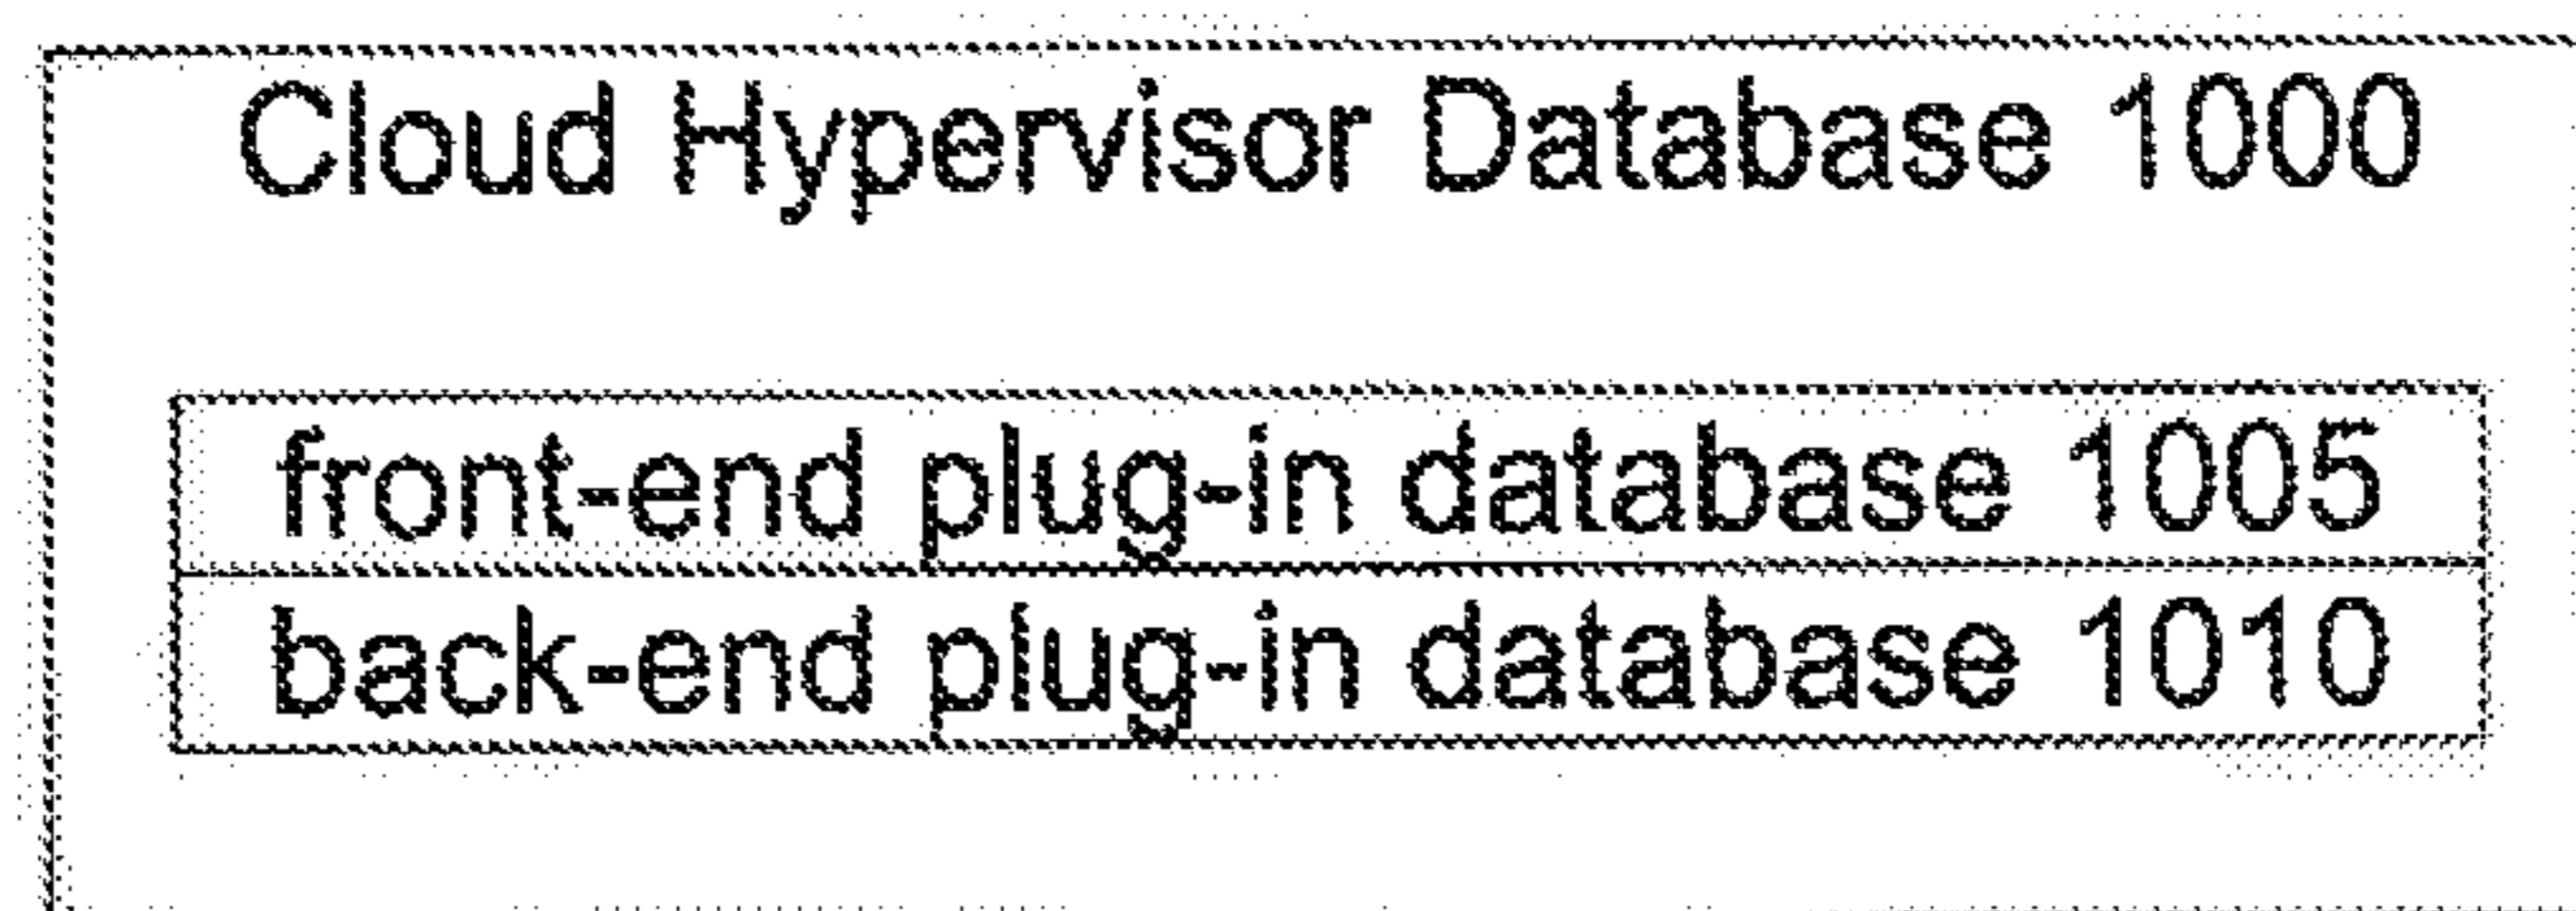 Cloud Hypervisor Database 1000
front-end plug-in database 1005
back-end plug-in database 1010